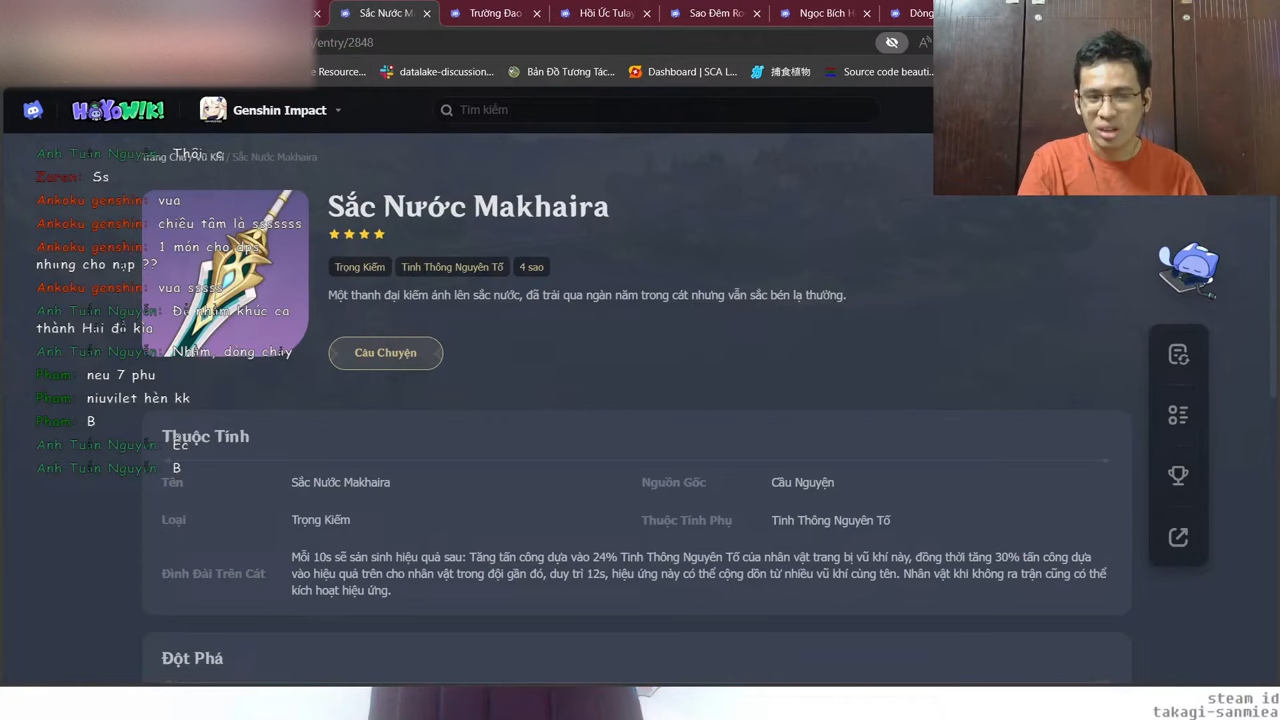 Sắc Nước M
Trường Đao
Hồi Ức Tulay
Sao Đêm Ro
Ngọc Bích H
Dòng
/entry/2848
le Resource...
datalake-discussion...
Bản Đồ Tương Tác...
Dashboard | SCA L...
捕食植物
Source code beauti...
HoYoWiKi
Genshin Impact
Tìm kiếm
Trang Chủ / Vũ Khí / Sắc Nước Makhaira
Anh Tuấn Nguyễn: Thôi c
Zoren: Ss
Ankoku genshin: vua
Ankoku genshin: chiêu tâm là sssssss
Ankoku genshin: 1 món cho dps
nhưng cho nạp ??
Ankoku genshin: vua sssss
Anh Tuấn Nguyễn: Đổ nhầm khúc ca
thành Hải đồ kìa
Anh Tuấn Nguyễn: Nhầm, dòng chảy
Pham: neu 7 phu
Pham: niuvilet hèn kk
Pham: B
Anh Tuấn Nguyễn: Ec
Anh Tuấn Nguyễn: B
Sắc Nước Makhaira
Trọng Kiếm
Tinh Thông Nguyên Tố
4 sao
Một thanh đại kiếm ánh lên sắc nước, đã trải qua ngàn năm trong cát nhưng vẫn sắc bén lạ thường.
Câu Chuyện
Thuộc Tính
Tên
Sắc Nước Makhaira
Nguồn Gốc
Cầu Nguyện
Loại
Trọng Kiếm
Thuộc Tính Phụ
Tinh Thông Nguyên Tố
Đình Đài Trên Cát
Mỗi 10s sẽ sản sinh hiệu quả sau: Tăng tấn công dựa vào 24% Tinh Thông Nguyên Tố của nhân vật trang bị vũ khí này, đồng thời tăng 30% tấn công dựa
vào hiệu quả trên cho nhân vật trong đội gần đó, duy trì 12s, hiệu ứng này có thể cộng dồn từ nhiều vũ khí cùng tên. Nhân vật khi không ra trận cũng có thể
kích hoạt hiệu ứng.
Đột Phá
steam id
takagi-sanmiea